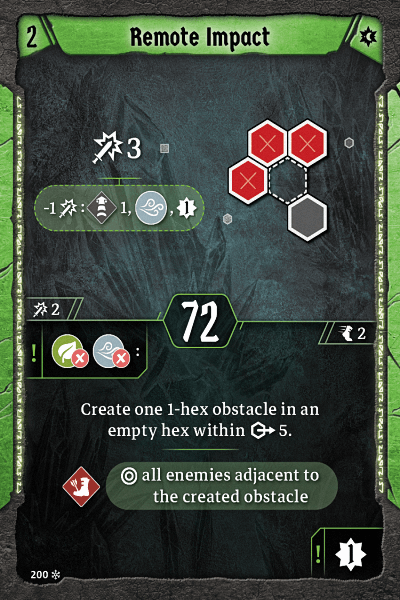 2
Remote Impact
3
-1 : 1, ,
2
72
2
! :
Create one 1-hex obstacle in an
empty hex within 5.
all enemies adjacent to
the created obstacle
! 1
200